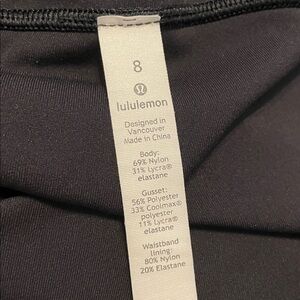 8
lululemon
Designed in
Vancouver
Made in China
Body:
69% Nylon
31% Lycra®
elastane
Gusset:
56% Polyester
33% Coolmax®
polyester
11% Lycra®
elastane
Waistband
lining:
80% Nylon
20% Elastane